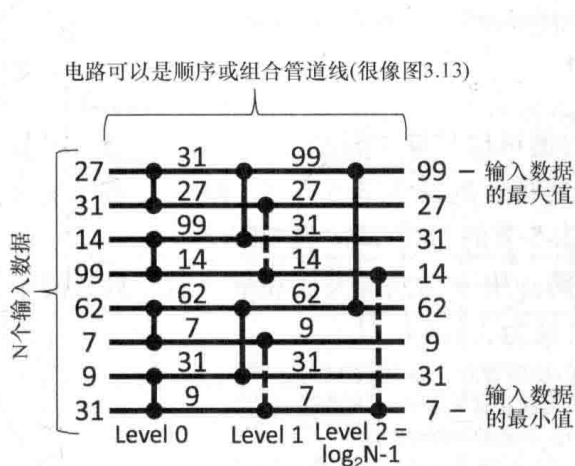 电路可以是顺序或组合管道线(很像图3.13)
N个输入数据
27 31 99 99 — 输入数据
的最大值
31 27 27 27
14 99 31 31
99 14 14 14
62 62 62 62
7 7 9 9
9 31 31 31
31 9 7 7 — 输入数据
的最小值
Level 0 Level 1 Level 2 =
log₂N-1